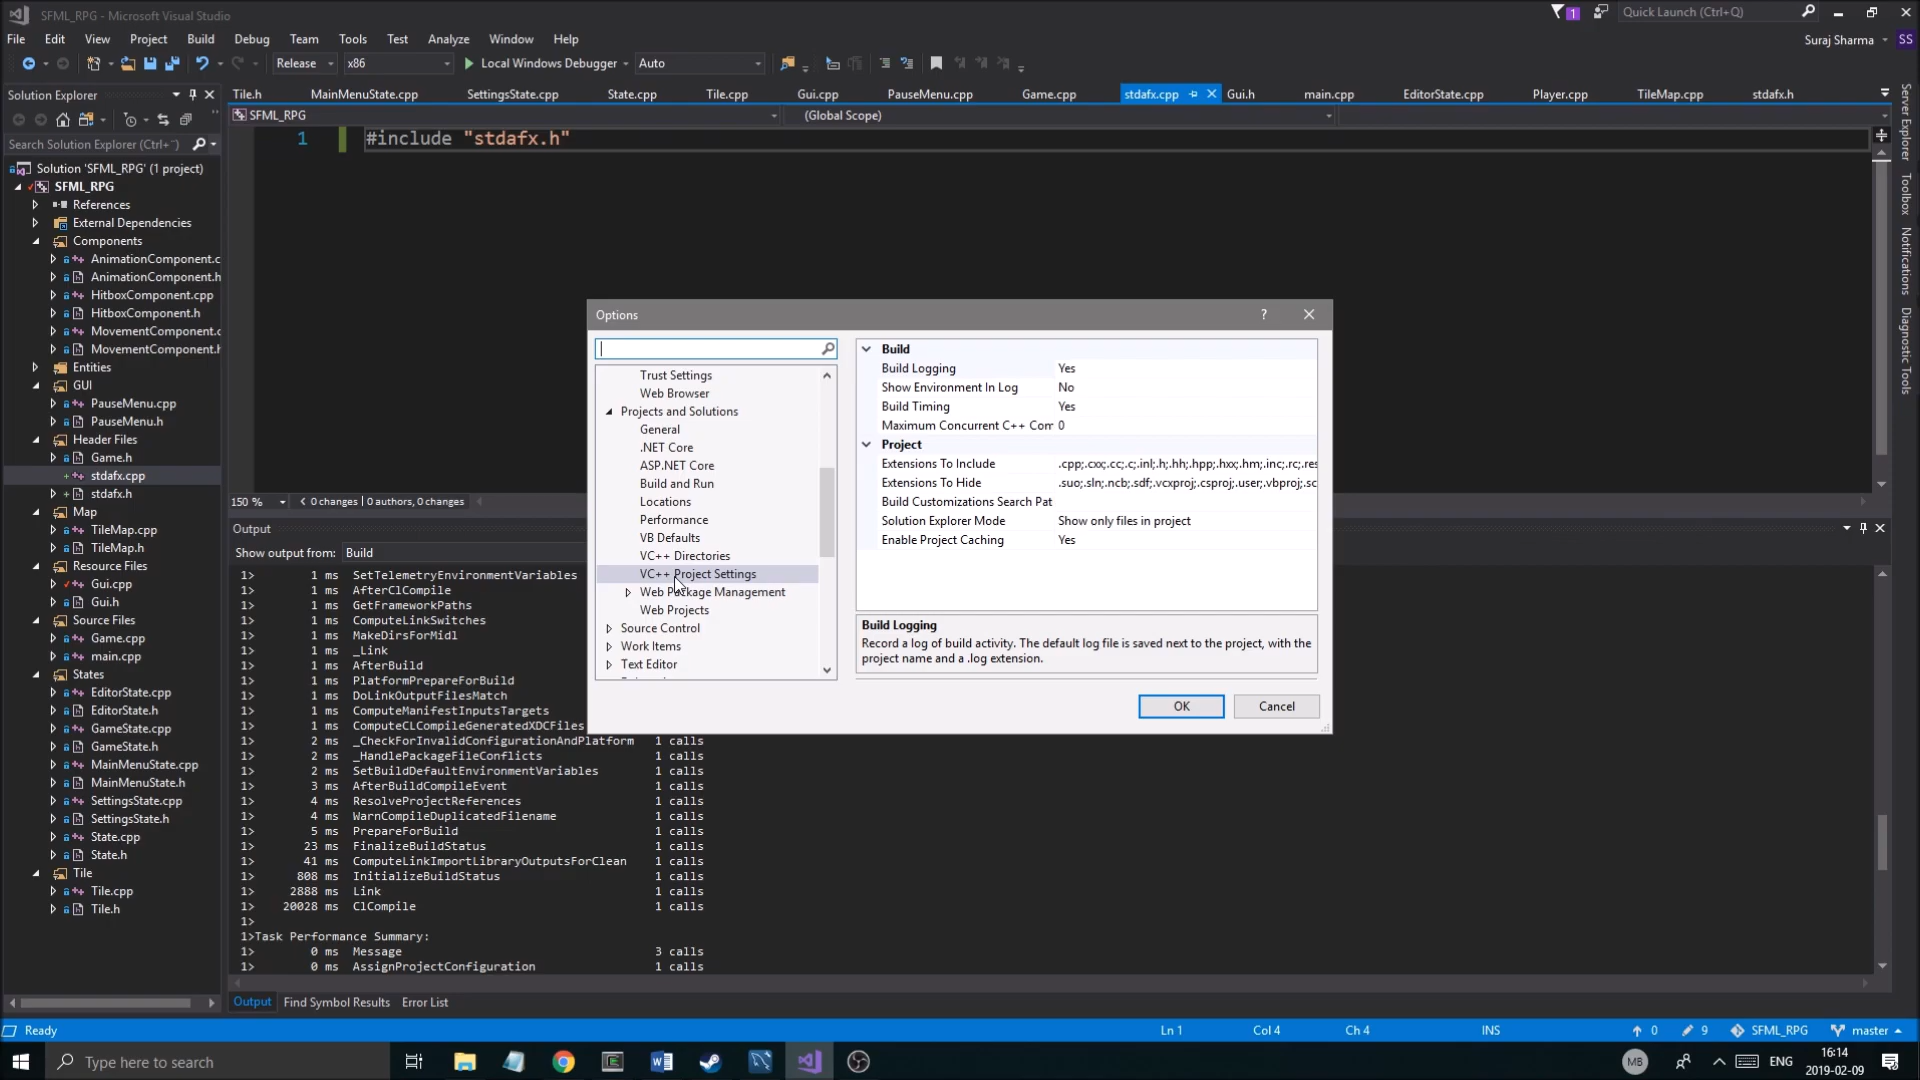 SFML_RPG - Microsoft Visual Studio
1
Quick Launch (Ctrl+Q)
File Edit View Project Build Debug Team Tools Test Analyze Window Help
Suraj Sharma SS
Release x86 Local Windows Debugger Auto
Solution Explorer
Tile.h MainMenuState.cpp SettingsState.cpp State.cpp Tile.cpp Gui.cpp PauseMenu.cpp Game.cpp stdafx.cpp Gui.h main.cpp EditorState.cpp Player.cpp TileMap.cpp stdafx.h
SFML_RPG (Global Scope)
1 #include "stdafx.h"
Search Solution Explorer (Ctrl+¨)
Solution 'SFML_RPG' (1 project)
SFML_RPG
References
External Dependencies
Components
AnimationComponent.c
AnimationComponent.h
HitboxComponent.cpp
HitboxComponent.h
MovementComponent.c
MovementComponent.h
Entities
GUI
PauseMenu.cpp
PauseMenu.h
Header Files
Game.h
stdafx.cpp
stdafx.h
Map
TileMap.cpp
TileMap.h
Resource Files
Gui.cpp
Gui.h
Source Files
Game.cpp
main.cpp
States
EditorState.cpp
EditorState.h
GameState.cpp
GameState.h
MainMenuState.cpp
MainMenuState.h
SettingsState.cpp
SettingsState.h
State.cpp
State.h
Tile
Tile.cpp
Tile.h
Server Explorer
Toolbox
Notifications
Diagnostic Tools
Options
?
Trust Settings
Web Browser
Projects and Solutions
General
.NET Core
ASP.NET Core
Build and Run
Locations
Performance
VB Defaults
VC++ Directories
VC++ Project Settings
Web Package Management
Web Projects
Source Control
Work Items
Text Editor
Build
Build Logging Yes
Show Environment In Log No
Build Timing Yes
Maximum Concurrent C++ Com 0
Project
Extensions To Include .cpp;.cxx;.cc;.c;.inl;.h;.hh;.hpp;.hxx;.hm;.inc;.rc;.res
Extensions To Hide .suo;.sln;.ncb;.sdf;.vcxproj;.csproj;.user;.vbproj;.sc
Build Customizations Search Pat
Solution Explorer Mode Show only files in project
Enable Project Caching Yes
Build Logging
Record a log of build activity. The default log file is saved next to the project, with the
project name and a .log extension.
OK Cancel
150 % 0 changes | 0 authors, 0 changes
Output
Show output from: Build
1> 1 ms SetTelemetryEnvironmentVariables
1> 1 ms AfterClCompile
1> 1 ms GetFrameworkPaths
1> 1 ms ComputeLinkSwitches
1> 1 ms MakeDirsForMidl
1> 1 ms _Link
1> 1 ms AfterBuild
1> 1 ms PlatformPrepareForBuild
1> 1 ms DoLinkOutputFilesMatch
1> 1 ms ComputeManifestInputsTargets
1> 1 ms ComputeCLCompileGeneratedXDCFiles
1> 2 ms _CheckForInvalidConfigurationAndPlatform 1 calls
1> 2 ms _HandlePackageFileConflicts 1 calls
1> 2 ms SetBuildDefaultEnvironmentVariables 1 calls
1> 3 ms AfterBuildCompileEvent 1 calls
1> 4 ms ResolveProjectReferences 1 calls
1> 4 ms WarnCompileDuplicatedFilename 1 calls
1> 5 ms PrepareForBuild 1 calls
1> 23 ms FinalizeBuildStatus 1 calls
1> 41 ms ComputeLinkImportLibraryOutputsForClean 1 calls
1> 808 ms InitializeBuildStatus 1 calls
1> 2888 ms Link 1 calls
1> 20028 ms ClCompile 1 calls
1>
1>Task Performance Summary:
1> 0 ms Message 3 calls
1> 0 ms AssignProjectConfiguration 1 calls
Output Find Symbol Results Error List
Ready Ln 1 Col 4 Ch 4 INS 0 9 SFML_RPG master
Type here to search
MB ENG 16:14
2019-02-09